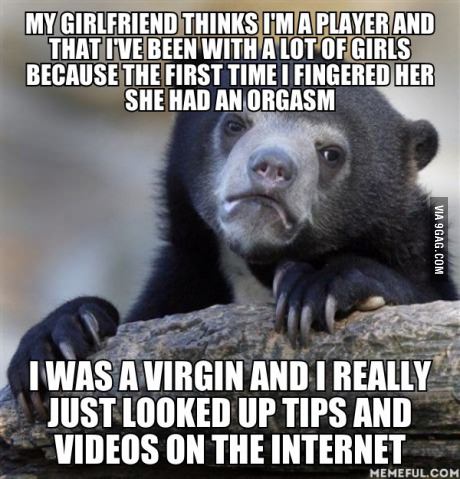 MY GIRLFRIEND THINKS I'M A PLAYER AND
THAT I'VE BEEN WITH A LOT OF GIRLS
BECAUSE THE FIRST TIME I FINGERED HER
SHE HAD AN ORGASM
VIA 9GAG.COM
I WAS A VIRGIN AND I REALLY
JUST LOOKED UP TIPS AND
VIDEOS ON THE INTERNET
MEMEFUL.COM